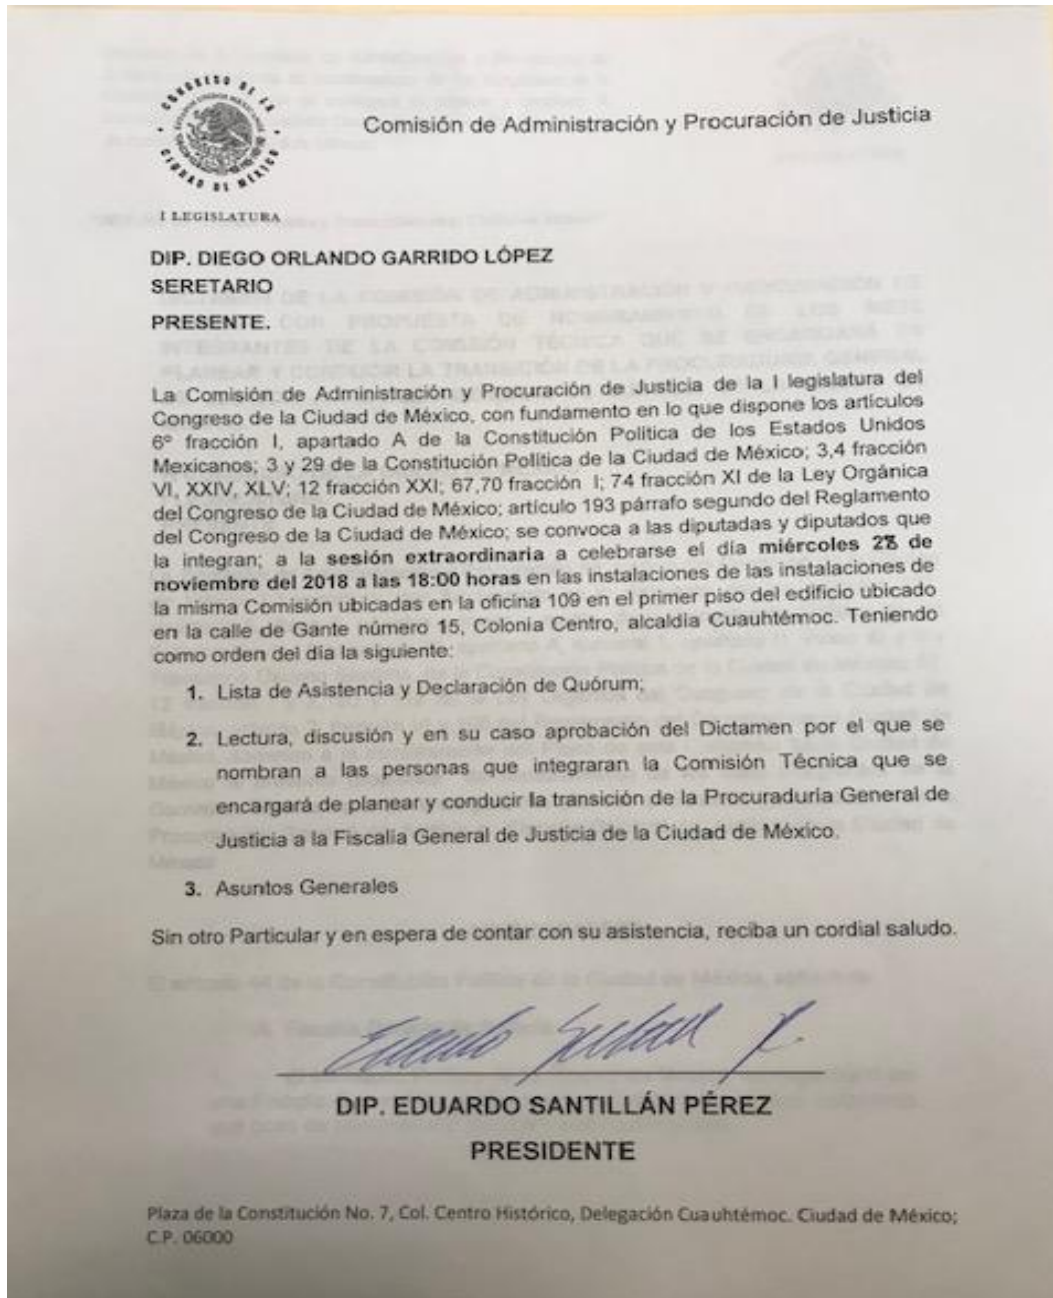 CONGRESO DE LA
CIUDAD DE MÉXICO
I LEGISLATURA
Comisión de Administración y Procuración de Justicia
DIP. DIEGO ORLANDO GARRIDO LÓPEZ
SERETARIO
PRESENTE.
La Comisión de Administración y Procuración de Justicia de la I legislatura del
Congreso de la Ciudad de México, con fundamento en lo que dispone los artículos
6º fracción I, apartado A de la Constitución Política de los Estados Unidos
Mexicanos; 3 y 29 de la Constitución Política de la Ciudad de México; 3,4 fracción
VI, XXIV, XLV; 12 fracción XXI; 67,70 fracción I; 74 fracción XI de la Ley Orgánica
del Congreso de la Ciudad de México; artículo 193 párrafo segundo del Reglamento
del Congreso de la Ciudad de México; se convoca a las diputadas y diputados que
la integran; a la sesión extraordinaria a celebrarse el día miércoles de
noviembre del 2018 a las 18:00 horas en las instalaciones de las instalaciones de
la misma Comisión ubicadas en la oficina 109 en el primer piso del edificio ubicado
en la calle de Gante número 15, Colonia Centro, alcaldía Cuauhtémoc. Teniendo
como orden del día la siguiente:
1. Lista de Asistencia y Declaración de Quórum;
2. Lectura, discusión y en su caso aprobación del Dictamen por el que se
nombran a las personas que integraran la Comisión Técnica que se
encargará de planear y conducir la transición de la Procuraduría General de
Justicia a la Fiscalía General de Justicia de la Ciudad de México.
3. Asuntos Generales
Sin otro Particular y en espera de contar con su asistencia, reciba un cordial saludo.
DIP. EDUARDO SANTILLÁN PÉREZ
PRESIDENTE
Plaza de la Constitución No. 7, Col. Centro Histórico, Delegación Cuauhtémoc. Ciudad de México;
C.P. 06000